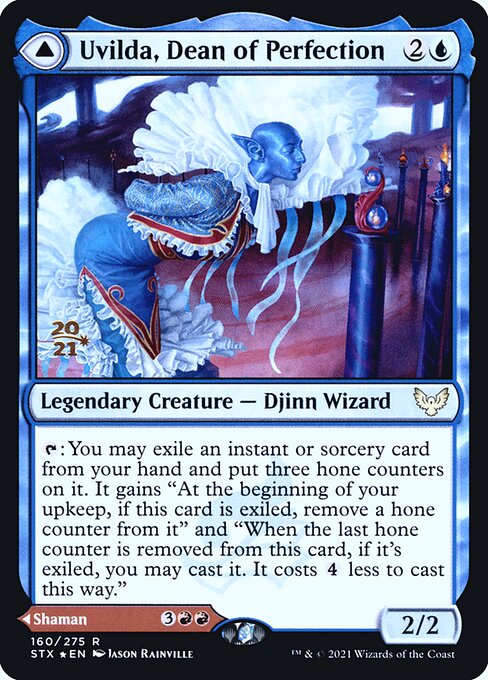 Uvilda, Dean of Perfection 2
20
21
Legendary Creature — Djinn Wizard
:You may exile an instant or sorcery card
from your hand and put three hone counters
on it. It gains “At the beginning of your
upkeep, if this card is exiled, remove a hone
counter from it” and “When the last hone
counter is removed from this card, if it's
exiled, you may cast it. It costs 4 less to cast
this way.”
Shaman 3
2/2
160/275 R
STX ★ EN Jason Rainville
™ & © 2021 Wizards of the Coast